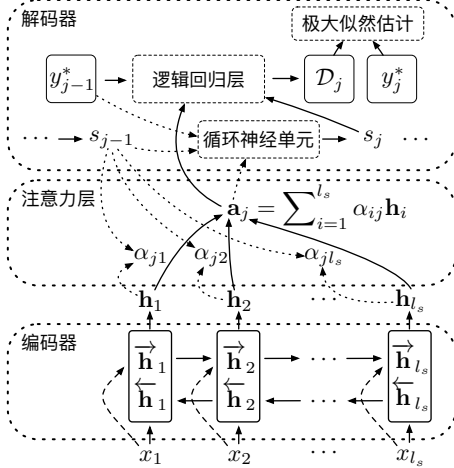 解码器
极大似然估计
y*_{j−1} 逻辑回归层 D_j y*_j
··· s_{j−1} 循环神经单元 s_j ···
注意力层
a_j = ∑_{i=1}^{l_s} α_{ij}h_i
α_{j1} α_{j2} α_{jl_s}
h_1 h_2 ··· h_{l_s}
编码器
→h_1 →h_2 ··· →h_{l_s}
←h_1 ←h_2 ··· ←h_{l_s}
x_1 x_2 ··· x_{l_s}